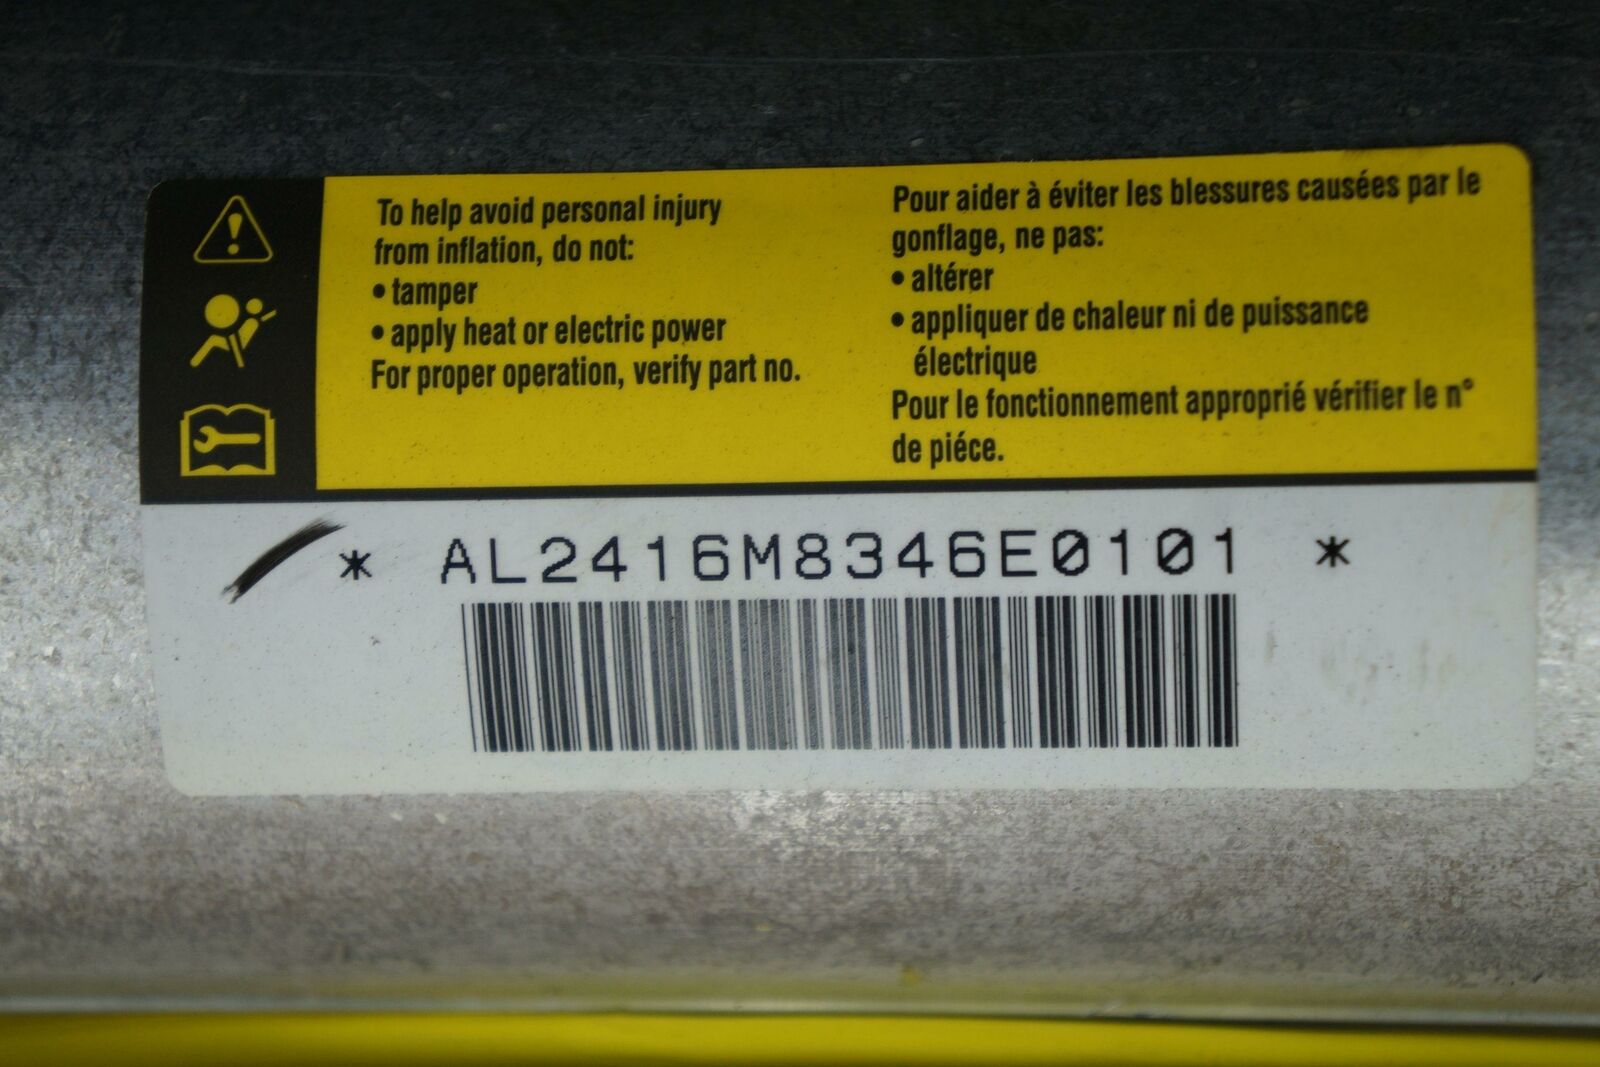 To help avoid personal injury
from inflation, do not:
• tamper
• apply heat or electric power
For proper operation, verify part no.
Pour aider à éviter les blessures causées par le
gonflage, ne pas:
• altérer
• appliquer de chaleur ni de puissance
électrique
Pour le fonctionnement approprié vérifier le n°
de piéce.
* AL2416M8346E0101 *